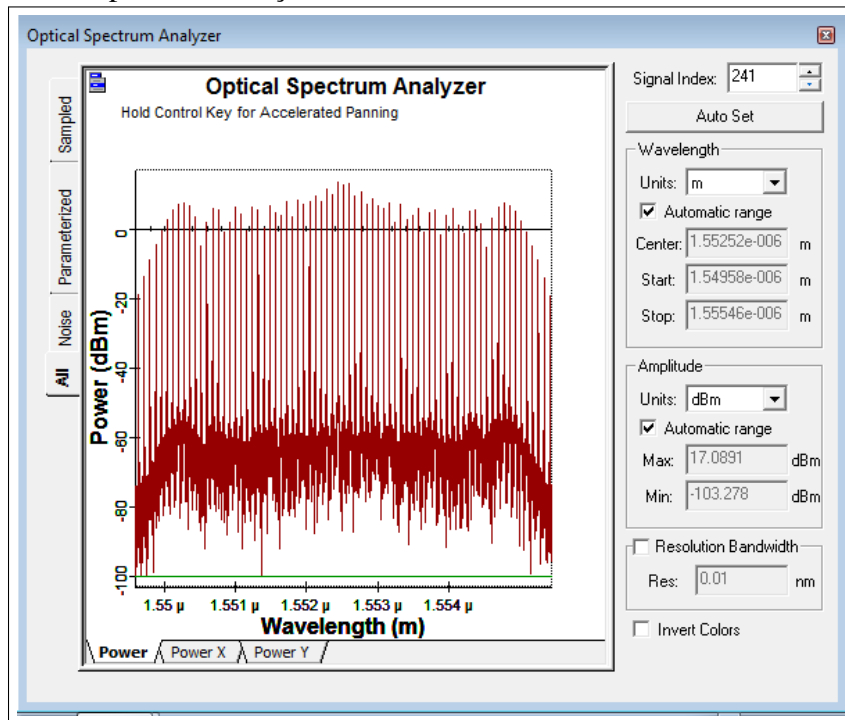 Optical Spectrum Analyzer
Optical Spectrum Analyzer
Hold Control Key for Accelerated Panning
Sampled
Parameterized
Noise
All
Power (dBm)
0
-20
-40
-60
-80
-100
1.55 µ 1.551 µ 1.552 µ 1.553 µ 1.554 µ
Wavelength (m)
Power Power X Power Y
Signal Index: 241
Auto Set
Wavelength
Units: m
Automatic range
Center: 1.55252e-006 m
Start: 1.54958e-006 m
Stop: 1.55546e-006 m
Amplitude
Units: dBm
Automatic range
Max: 17.0891 dBm
Min: -103.278 dBm
Resolution Bandwidth
Res: 0.01 nm
Invert Colors